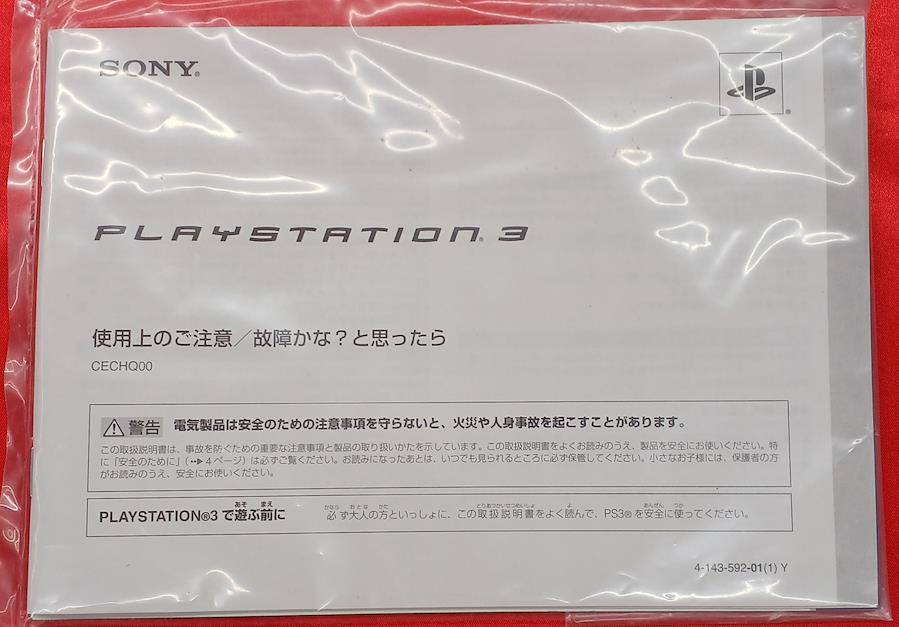 SONY®
PLAYSTATION®3
使用上のご注意／故障かな？と思ったら
CECHQ00
警告 電気製品は安全のための注意事項を守らないと、火災や人身事故を起こすことがあります。
この取扱説明書は、事故を防ぐための重要な注意事項と製品の取り扱いかたを示しています。この取扱説明書をよくお読みのうえ、製品を安全にお使いください。特
に「安全のために」（••▶4ページ）は必ずご覧ください。お読みになったあとは、いつでも見られるところに必ず保管してください。小さなお子様には、保護者の方
がお読みのうえ、安全にお使いください。
PLAYSTATION®3で遊ぶ前に 必ず大人の方といっしょに、この取扱説明書をよく読んで、PS3®を安全に使ってください。
4-143-592-01(1) Y